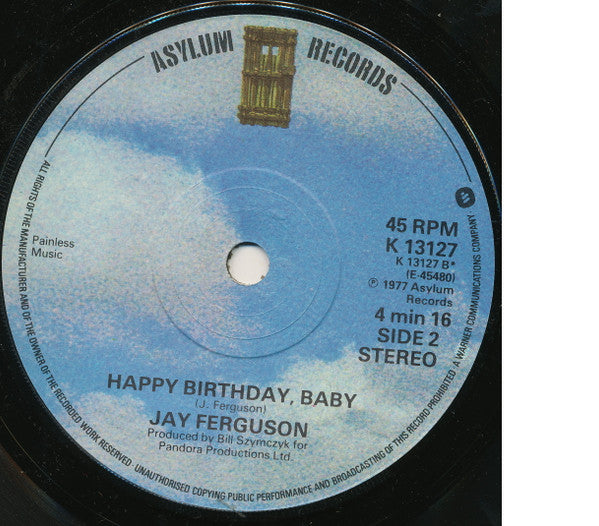 ASYLUM RECORDS
45 RPM
K 13127
K 13127 B*
(E-45480)
℗ 1977 Asylum
Records
4 min 16
SIDE 2
STEREO
Painless
Music
HAPPY BIRTHDAY, BABY
(J. Ferguson)
JAY FERGUSON
Produced by Bill Szymczyk for
Pandora Productions Ltd.
ALL RIGHTS OF THE MANUFACTURER AND OF THE OWNER OF THE RECORDED WORK RESERVED · UNAUTHORISED COPYING PUBLIC PERFORMANCE AND BROADCASTING OF THIS RECORD PROHIBITED · A WARNER COMMUNICATIONS COMPANY